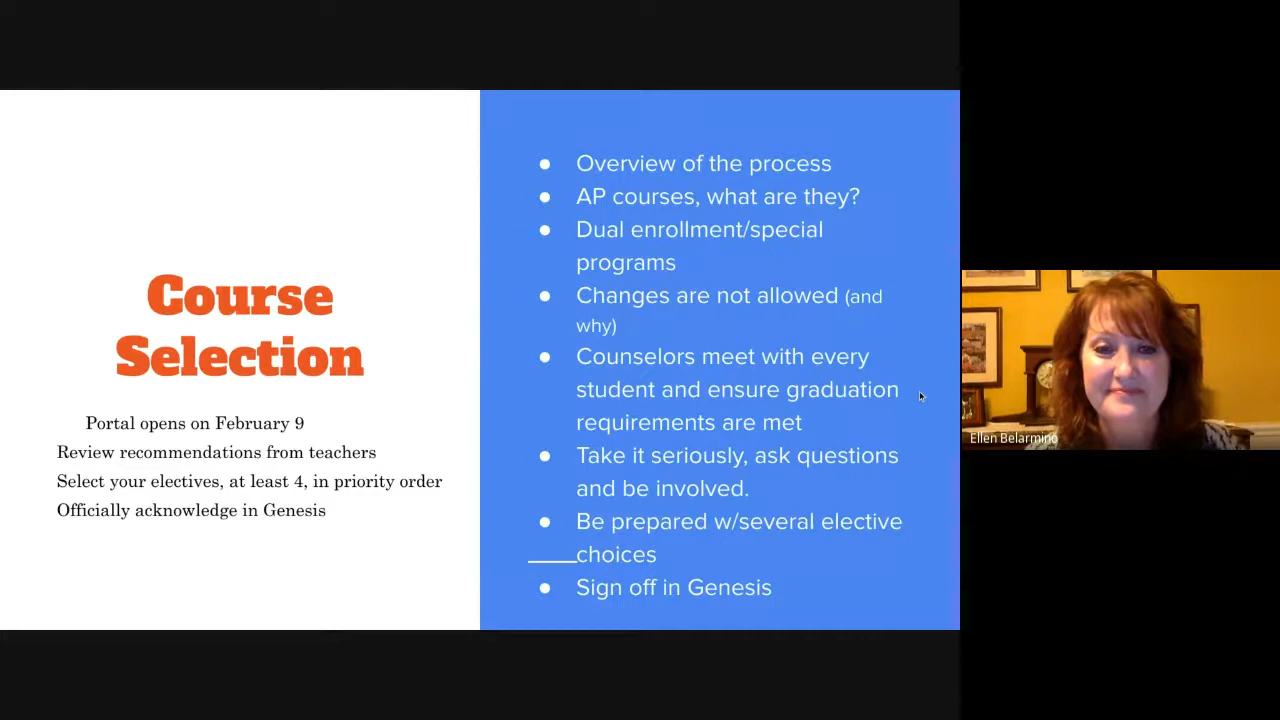 Course
Selection
Portal opens on February 9
Review recommendations from teachers
Select your electives, at least 4, in priority order
Officially acknowledge in Genesis
● Overview of the process
● AP courses, what are they?
● Dual enrollment/special
programs
● Changes are not allowed (and
why)
● Counselors meet with every
student and ensure graduation
requirements are met
● Take it seriously, ask questions
and be involved.
● Be prepared w/several elective
choices
● Sign off in Genesis
Ellen Belarmino